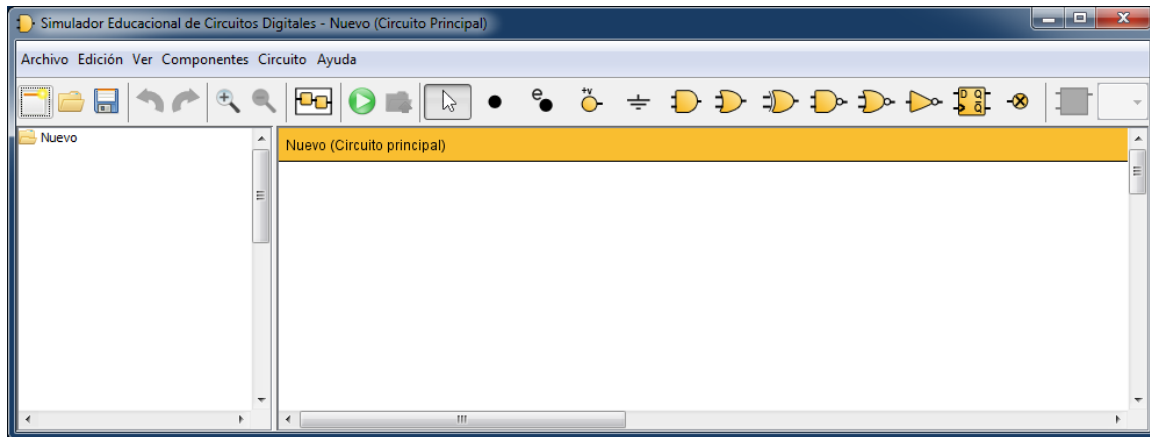 Simulador Educacional de Circuitos Digitales - Nuevo (Circuito Principal)
Archivo Edición Ver Componentes Circuito Ayuda
e +v D Q Q
Nuevo
Nuevo (Circuito principal)